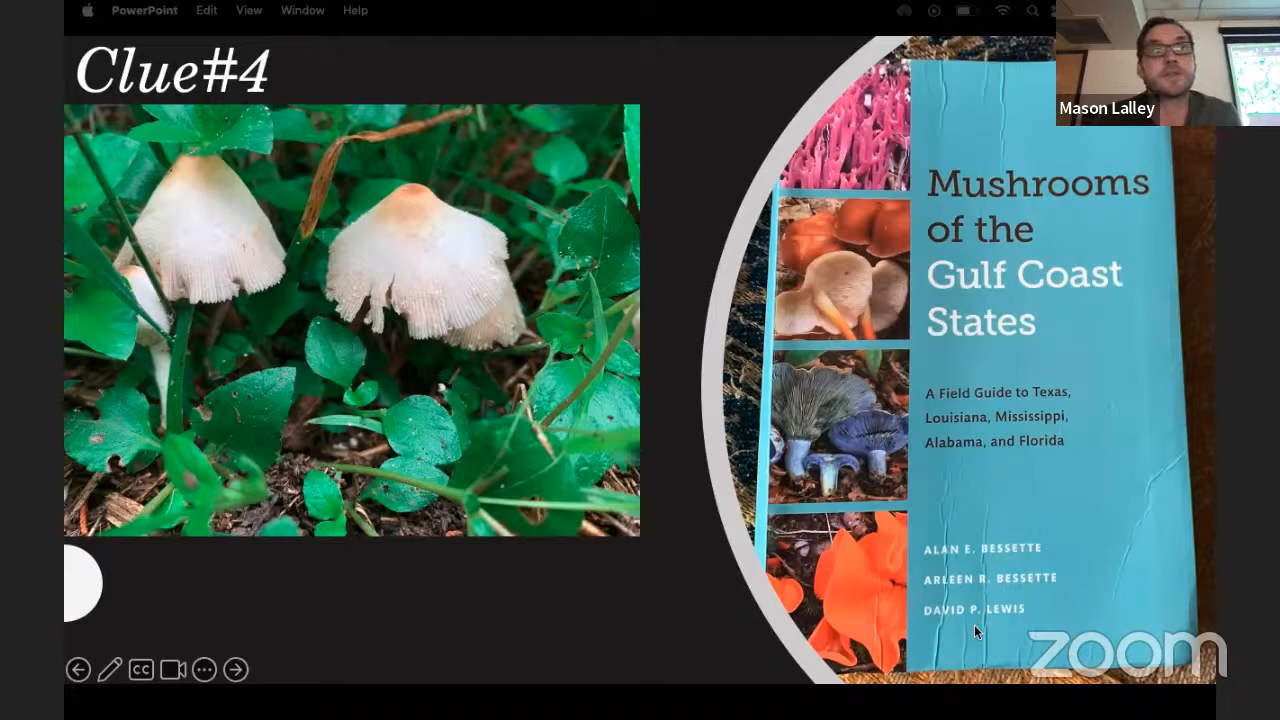 PowerPoint Edit View Window Help
Clue#4
Mason Lalley
Mushrooms
of the
Gulf Coast
States
A Field Guide to Texas,
Louisiana, Mississippi,
Alabama, and Florida
ALAN E. BESSETTE
ARLEEN R. BESSETTE
DAVID P. LEWIS
CC
zoom